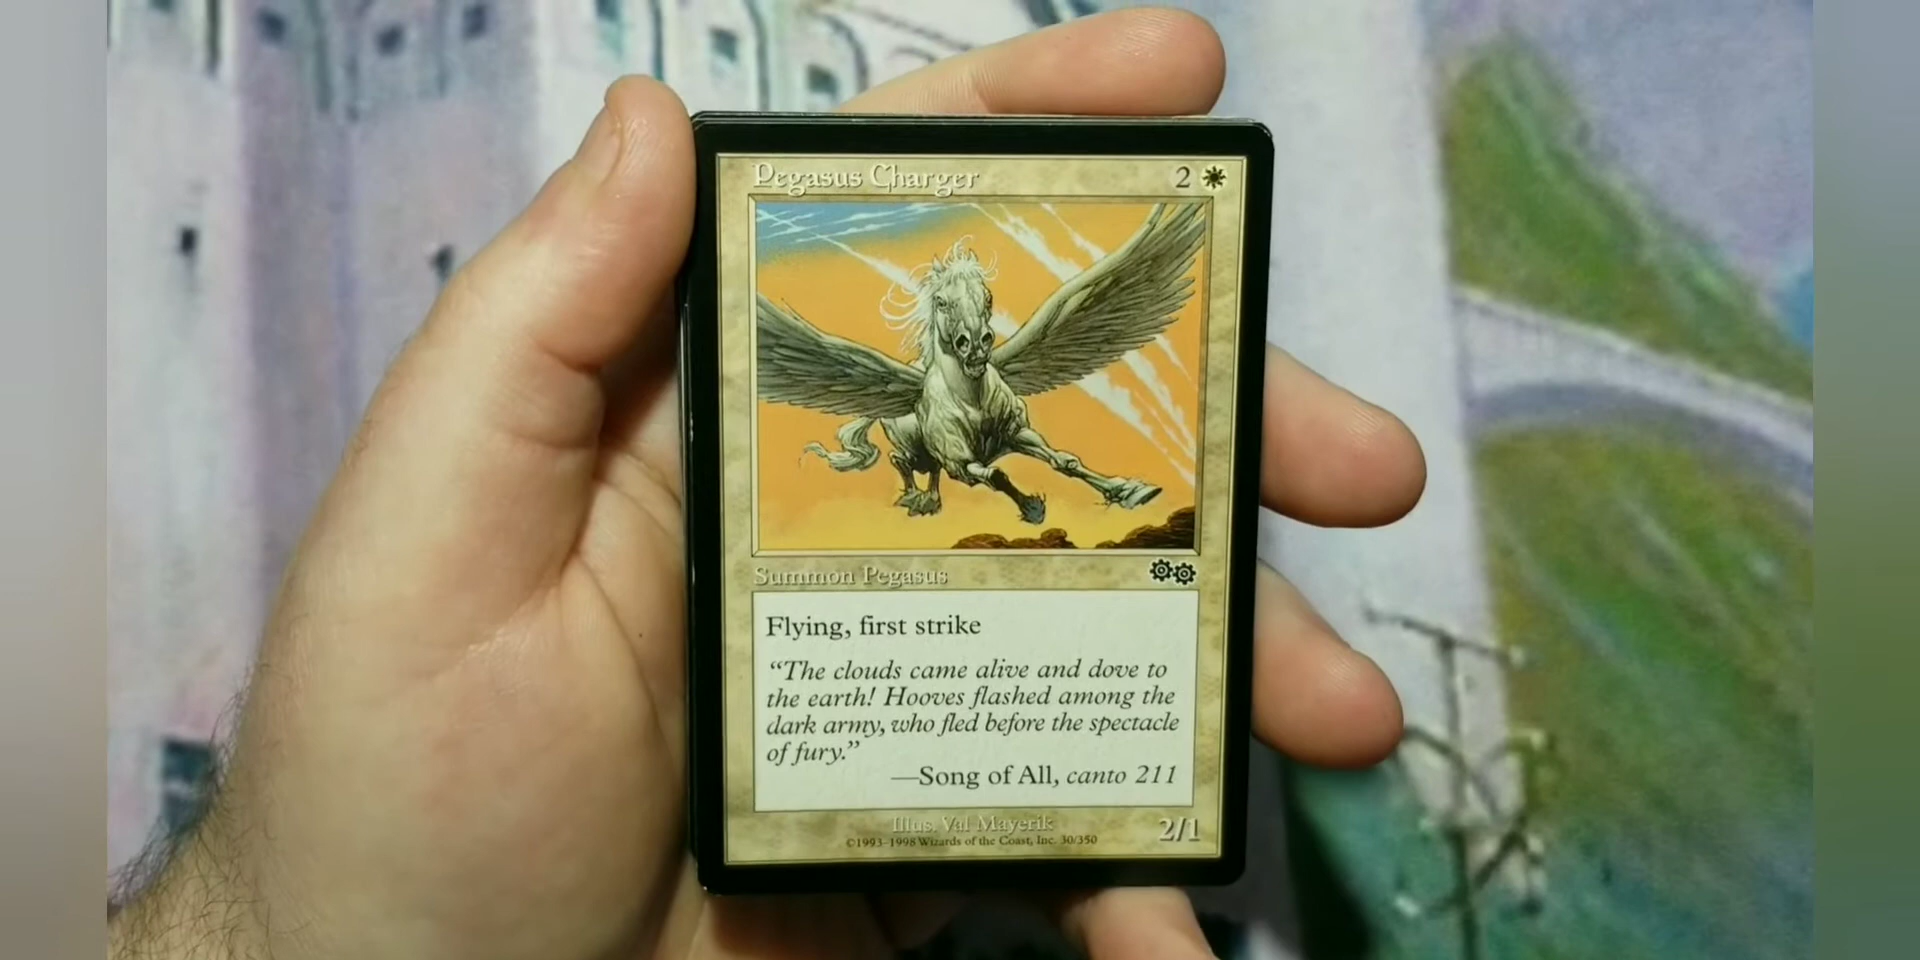 Pegasus Charger 2
Summon Pegasus
Flying, first strike
“The clouds came alive and dove to
the earth! Hooves flashed among the
dark army, who fled before the spectacle
of fury.”
—Song of All, canto 211
Illus. Val Mayerik
©1993–1998 Wizards of the Coast, Inc. 30/350
2/1